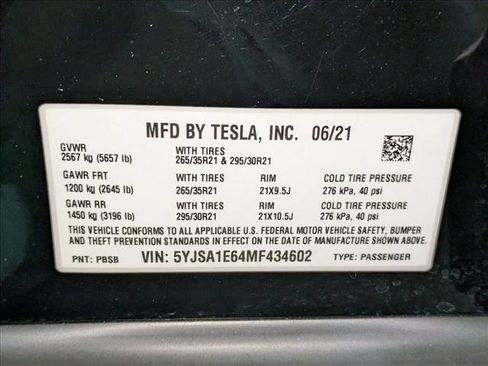 MFD BY TESLA, INC. 06/21
GVWR WITH TIRES
2567 kg (5657 lb) 265/35R21 & 295/30R21
GAWR FRT WITH TIRES RIM COLD TIRE PRESSURE
1200 kg (2645 lb) 265/35R21 21X9.5J 276 kPa, 40 psi
GAWR RR WITH TIRES RIM COLD TIRE PRESSURE
1450 kg (3196 lb) 295/30R21 21X10.5J 276 kPa, 40 psi
THIS VEHICLE CONFORMS TO ALL APPLICABLE U.S. FEDERAL MOTOR VEHICLE SAFETY, BUMPER
AND THEFT PREVENTION STANDARDS IN EFFECT ON THE DATE OF MANUFACTURE SHOWN ABOVE.
PNT: PBSB VIN: 5YJSA1E64MF434602 TYPE: PASSENGER